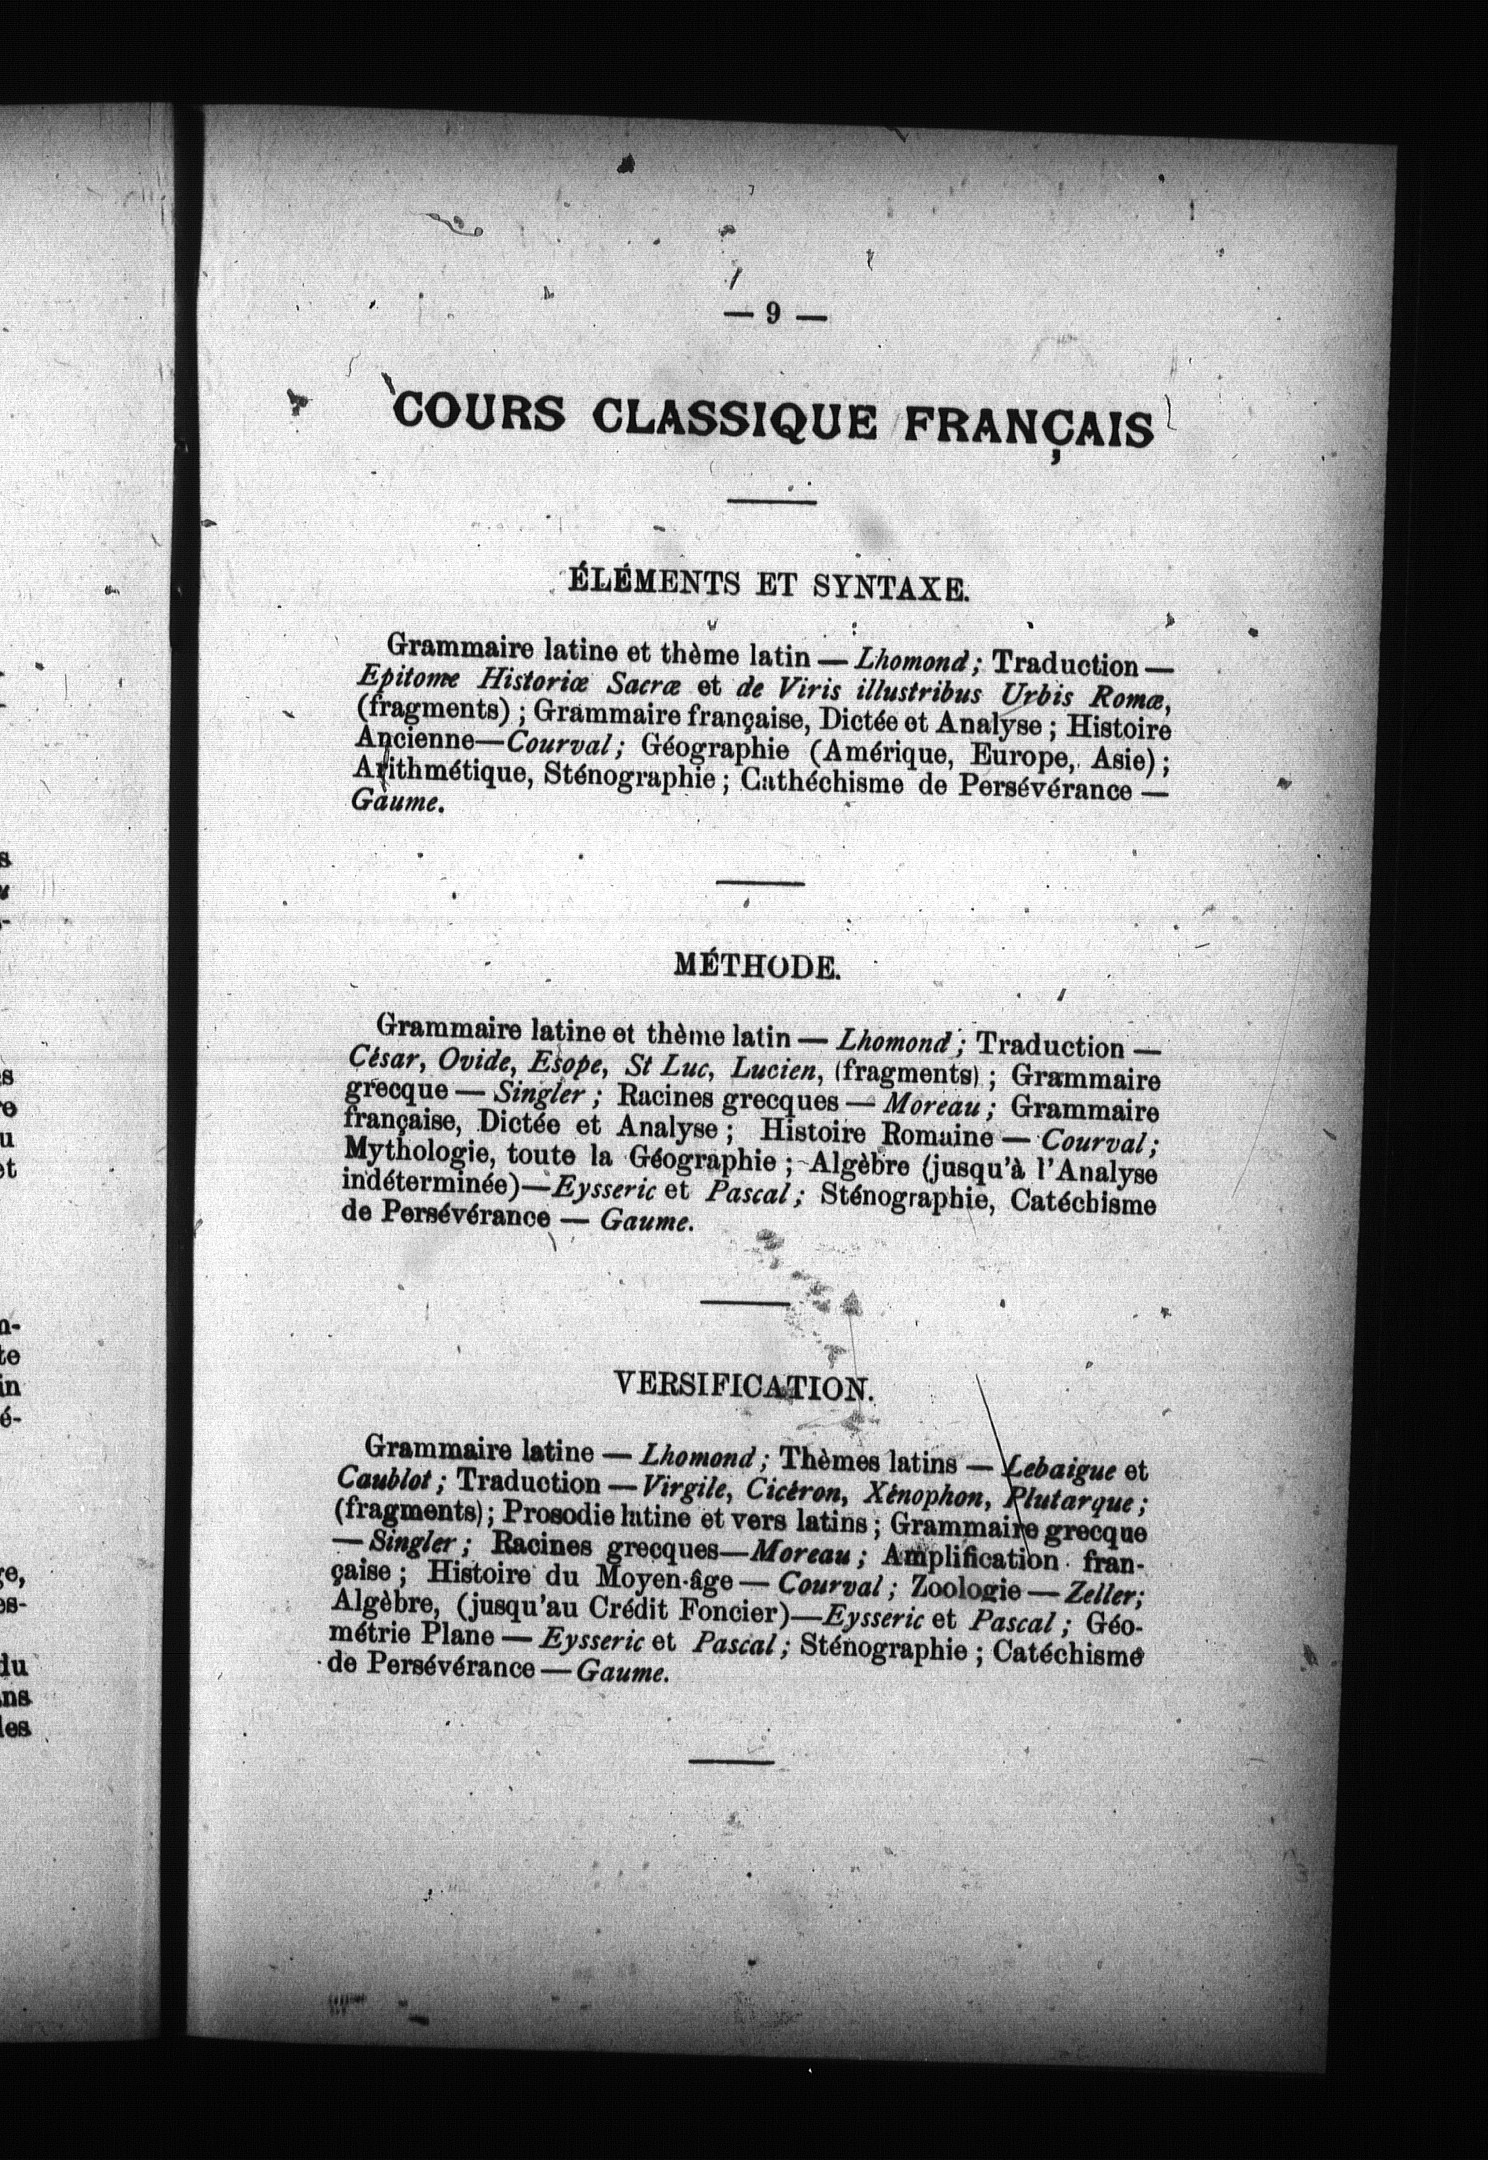 — 9 —
COURS CLASSIQUE FRANÇAIS
ÉLÉMENTS ET SYNTAXE.
Grammaire latine et thème latin — Lhomond ; Traduction —
Epitome Historiæ Sacræ et de Viris illustribus Urbis Romæ,
(fragments) ; Grammaire française, Dictée et Analyse ; Histoire
Ancienne—Courval ; Géographie (Amérique, Europe, Asie) ;
Arithmétique, Sténographie ; Cathéchisme de Persévérance —
Gaume.
MÉTHODE.
Grammaire latine et thème latin — Lhomond ; Traduction —
César, Ovide, Esope, St Luc, Lucien, (fragments) ; Grammaire
grecque — Singler ; Racines grecques — Moreau ; Grammaire
française, Dictée et Analyse ; Histoire Romaine — Courval ;
Mythologie, toute la Géographie ; Algèbre (jusqu'à l'Analyse
indéterminée)—Eysseric et Pascal ; Sténographie, Catéchisme
de Persévérance — Gaume.
VERSIFICATION.
Grammaire latine — Lhomond ; Thèmes latins — Lebaigue et
Caublot ; Traduction — Virgile, Cicéron, Xénophon, Plutarque ;
(fragments) ; Prosodie latine et vers latins ; Grammaire grecque
— Singler ; Racines grecques—Moreau ; Amplification fran-
çaise ; Histoire du Moyen-âge — Courval ; Zoologie — Zeller;
Algèbre, (jusqu'au Crédit Foncier)—Eysseric et Pascal ; Géo-
métrie Plane — Eysseric et Pascal ; Sténographie ; Catéchisme
de Persévérance — Gaume.